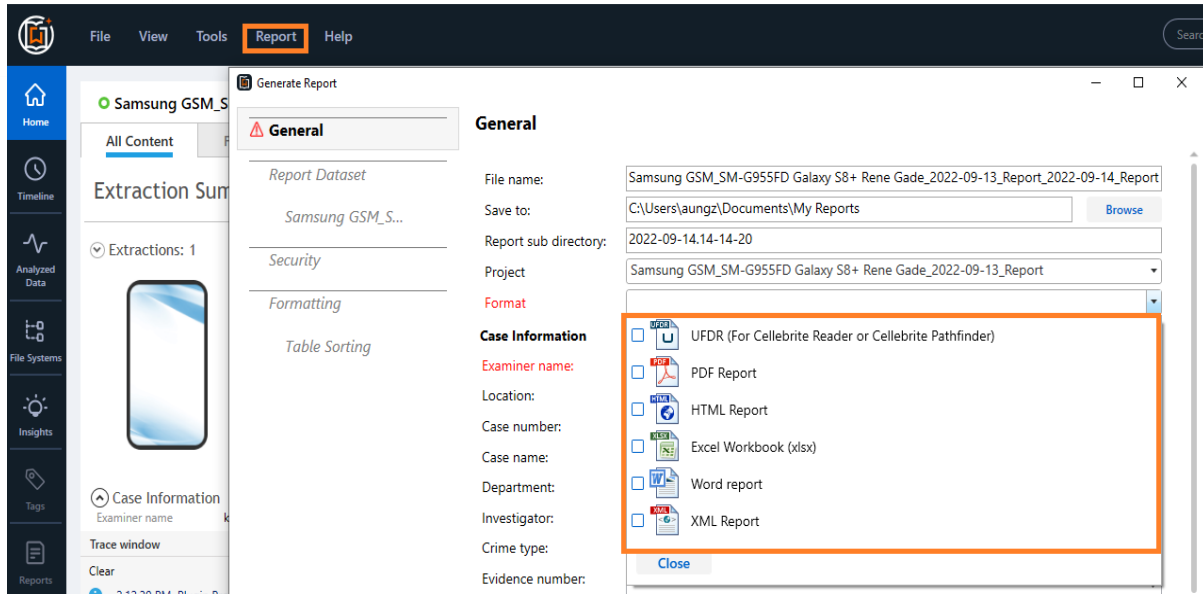 File View Tools Report Help
Searc
Home
Timeline
Analyzed
Data
File Systems
Insights
Tags
Reports
Samsung GSM_S
All Content F
Extraction Sum
Extractions: 1
Case Information
Examiner name k
Trace window
Clear
Generate Report
General
Report Dataset
Samsung GSM_S...
Security
Formatting
Table Sorting
General
File name: Samsung GSM_SM-G955FD Galaxy S8+ Rene Gade_2022-09-13_Report_2022-09-14_Report
Save to: C:\Users\aungz\Documents\My Reports Browse
Report sub directory: 2022-09-14.14-14-20
Project Samsung GSM_SM-G955FD Galaxy S8+ Rene Gade_2022-09-13_Report
Format
Case Information
Examiner name:
Location:
Case number:
Case name:
Department:
Investigator:
Crime type:
Evidence number:
UFDR U UFDR (For Cellebrite Reader or Cellebrite Pathfinder)
PDF PDF Report
HTML HTML Report
XLSX Excel Workbook (xlsx)
W Word report
XML XML Report
Close